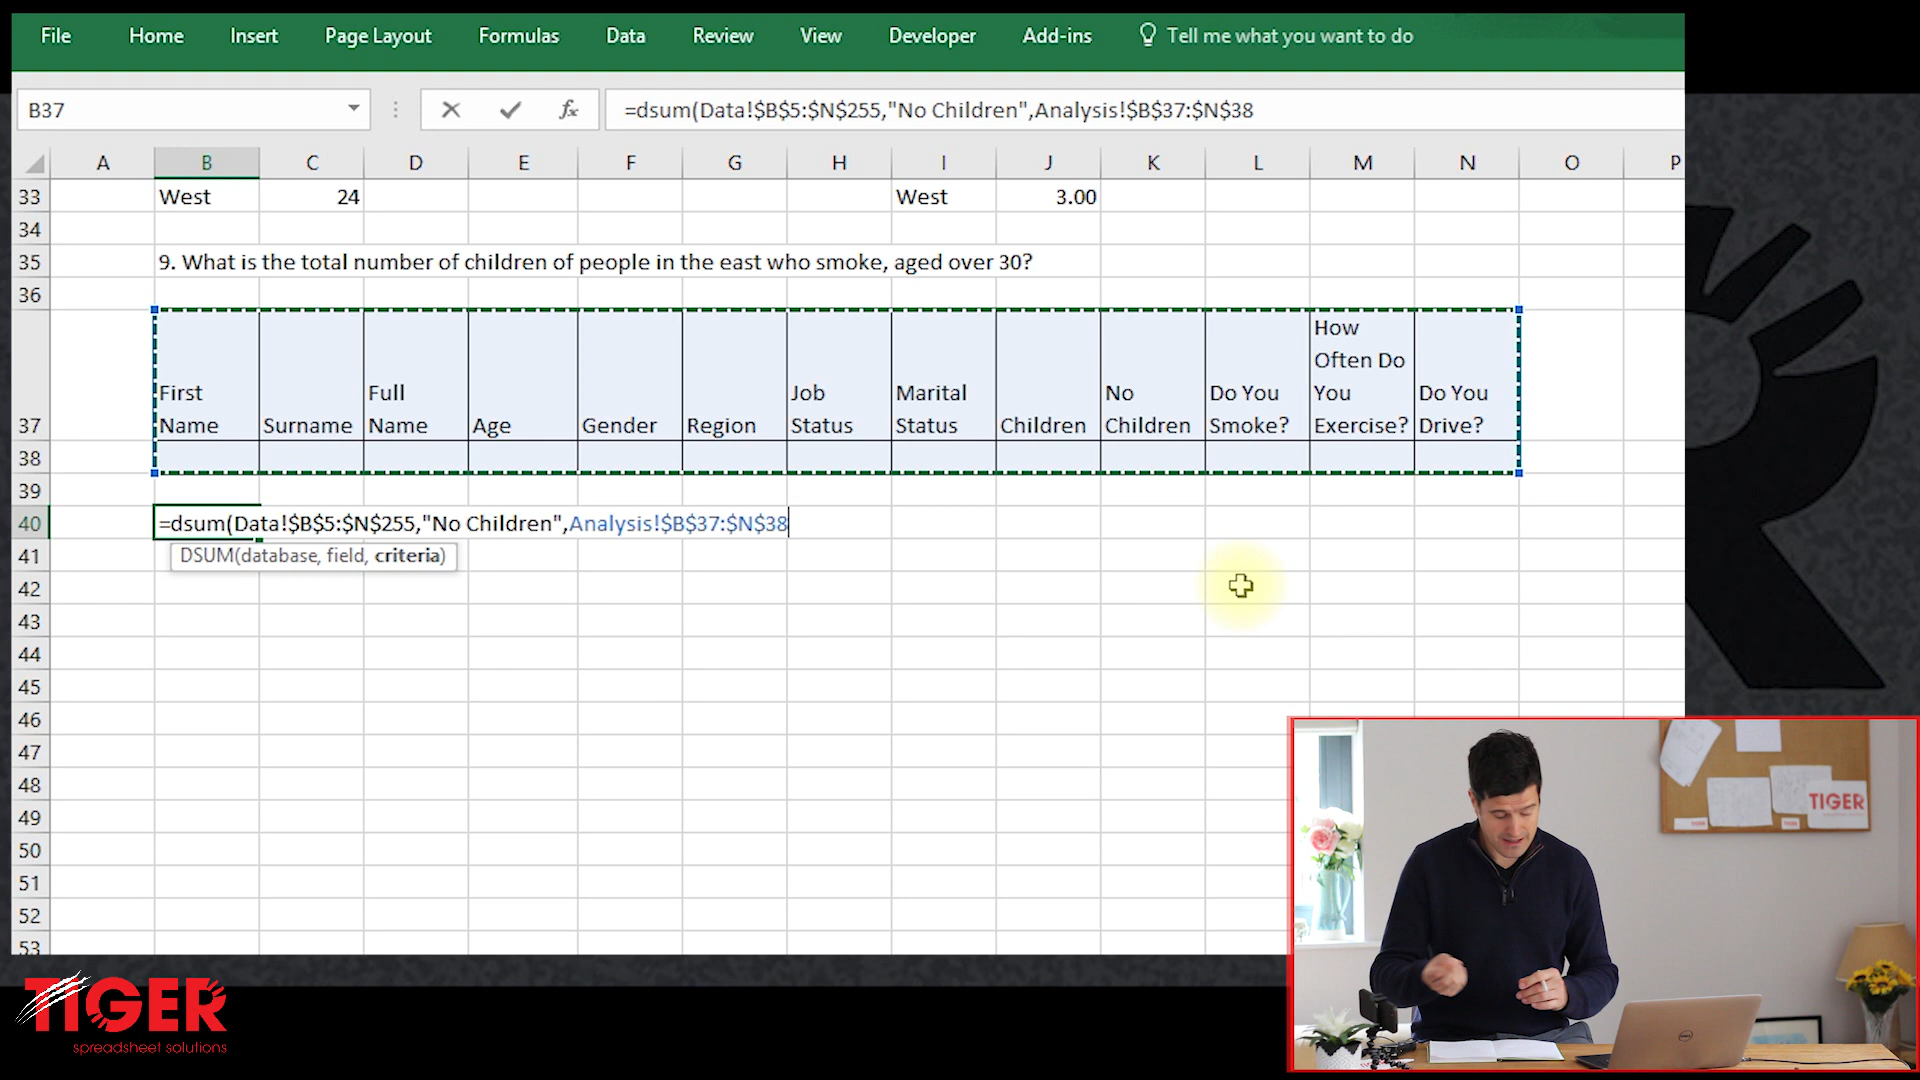 File Home Insert Page Layout Formulas Data Review View Developer Add-ins Tell me what you want to do
B37 fx =dsum(Data!$B$5:$N$255,"No Children",Analysis!$B$37:$N$38
A B C D E F G H I J K L M N O P
33 West 24 West 3.00
34
35 9. What is the total number of children of people in the east who smoke, aged over 30?
36
37 First Name Surname Full Name Age Gender Region Job Status Marital Status Children No Children Do You Smoke? How Often Do You Exercise? Do You Drive?
38
39
40 =dsum(Data!$B$5:$N$255,"No Children",Analysis!$B$37:$N$38
41 DSUM(database, field, criteria)
42
43
44
45
46
47
48
49
50
51
52
53
TIGER
TIGER
spreadsheet solutions
DELL